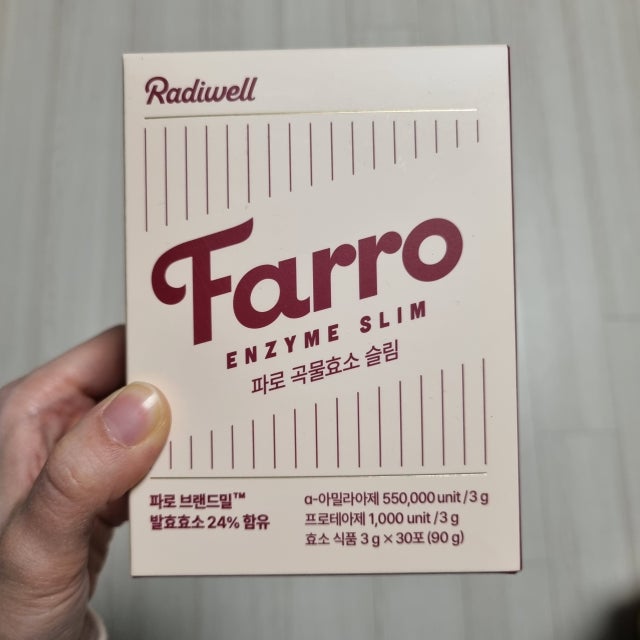 Radiwell
Farro
ENZYME SLIM
파로 곡물효소 슬림
파로 브랜드밀™
발효효소 24% 함유
α-아밀라아제 550,000 unit /3 g
프로테아제 1,000 unit /3 g
효소 식품 3 g × 30포 (90 g)